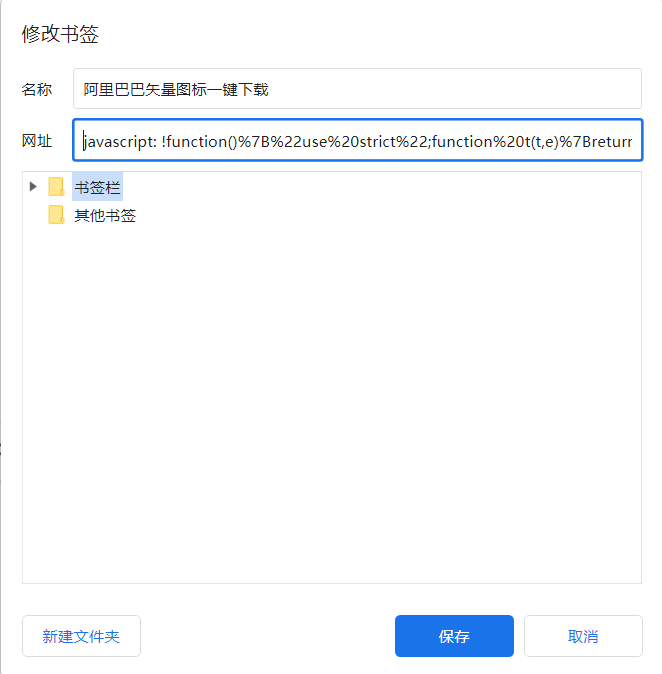 修改书签
名称 阿里巴巴矢量图标一键下载
网址 javascript: !function()%7B%22use%20strict%22;function%20t(t,e)%7Breturr
书签栏
其他书签
新建文件夹 保存 取消